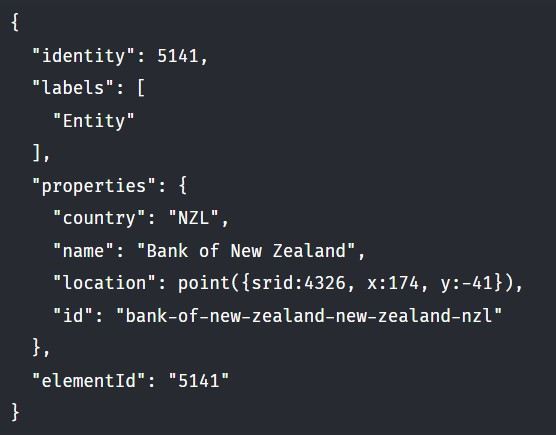 {
"identity": 5141,
"labels": [
"Entity"
],
"properties": {
"country": "NZL",
"name": "Bank of New Zealand",
"location": point({srid:4326, x:174, y:-41}),
"id": "bank-of-new-zealand-new-zealand-nzl"
},
"elementId": "5141"
}